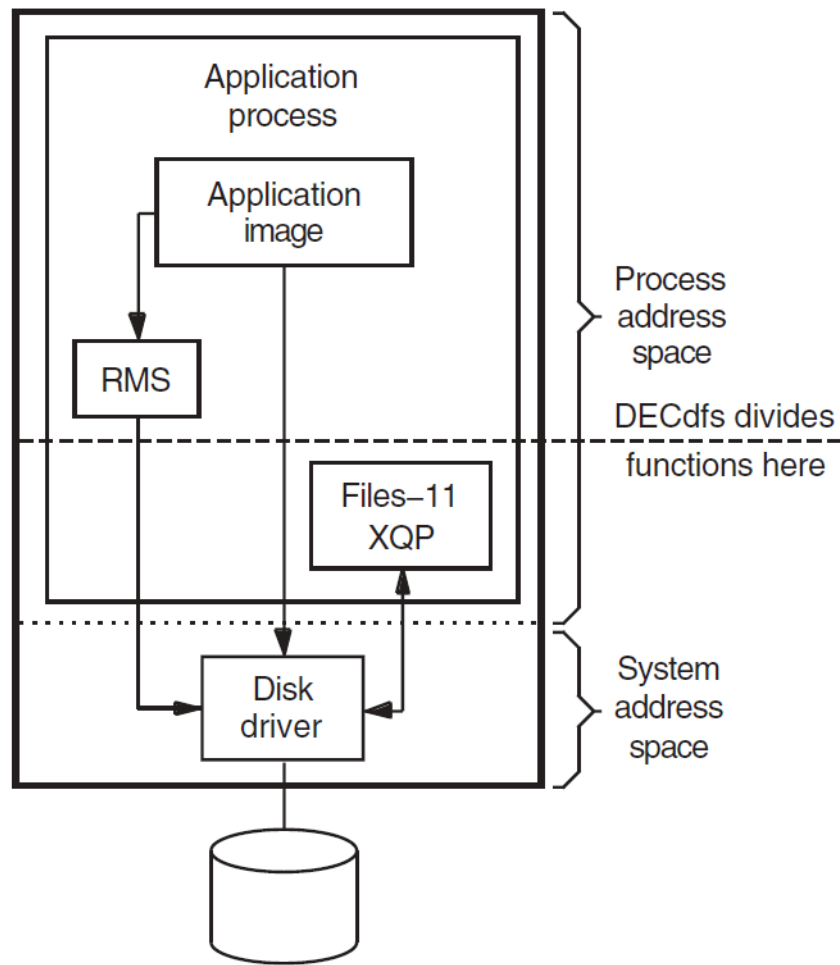 Application
process
Application
image
RMS
Process
address
space
DECdfs divides
functions here
Files–11
XQP
Disk
driver
System
address
space